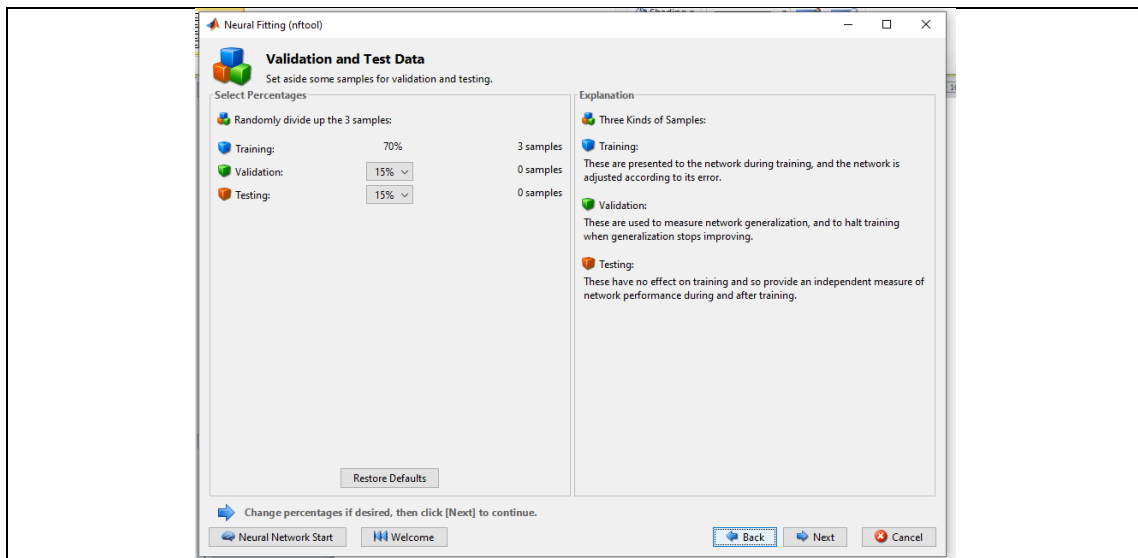 Shading
Neural Fitting (nftool)
Validation and Test Data
Set aside some samples for validation and testing.
Select Percentages
Randomly divide up the 3 samples:
Training: 70% 3 samples
Validation: 15% 0 samples
Testing: 15% 0 samples
Restore Defaults
Explanation
Three Kinds of Samples:
Training:
These are presented to the network during training, and the network is
adjusted according to its error.
Validation:
These are used to measure network generalization, and to halt training
when generalization stops improving.
Testing:
These have no effect on training and so provide an independent measure of
network performance during and after training.
Change percentages if desired, then click [Next] to continue.
Neural Network Start Welcome Back Next Cancel